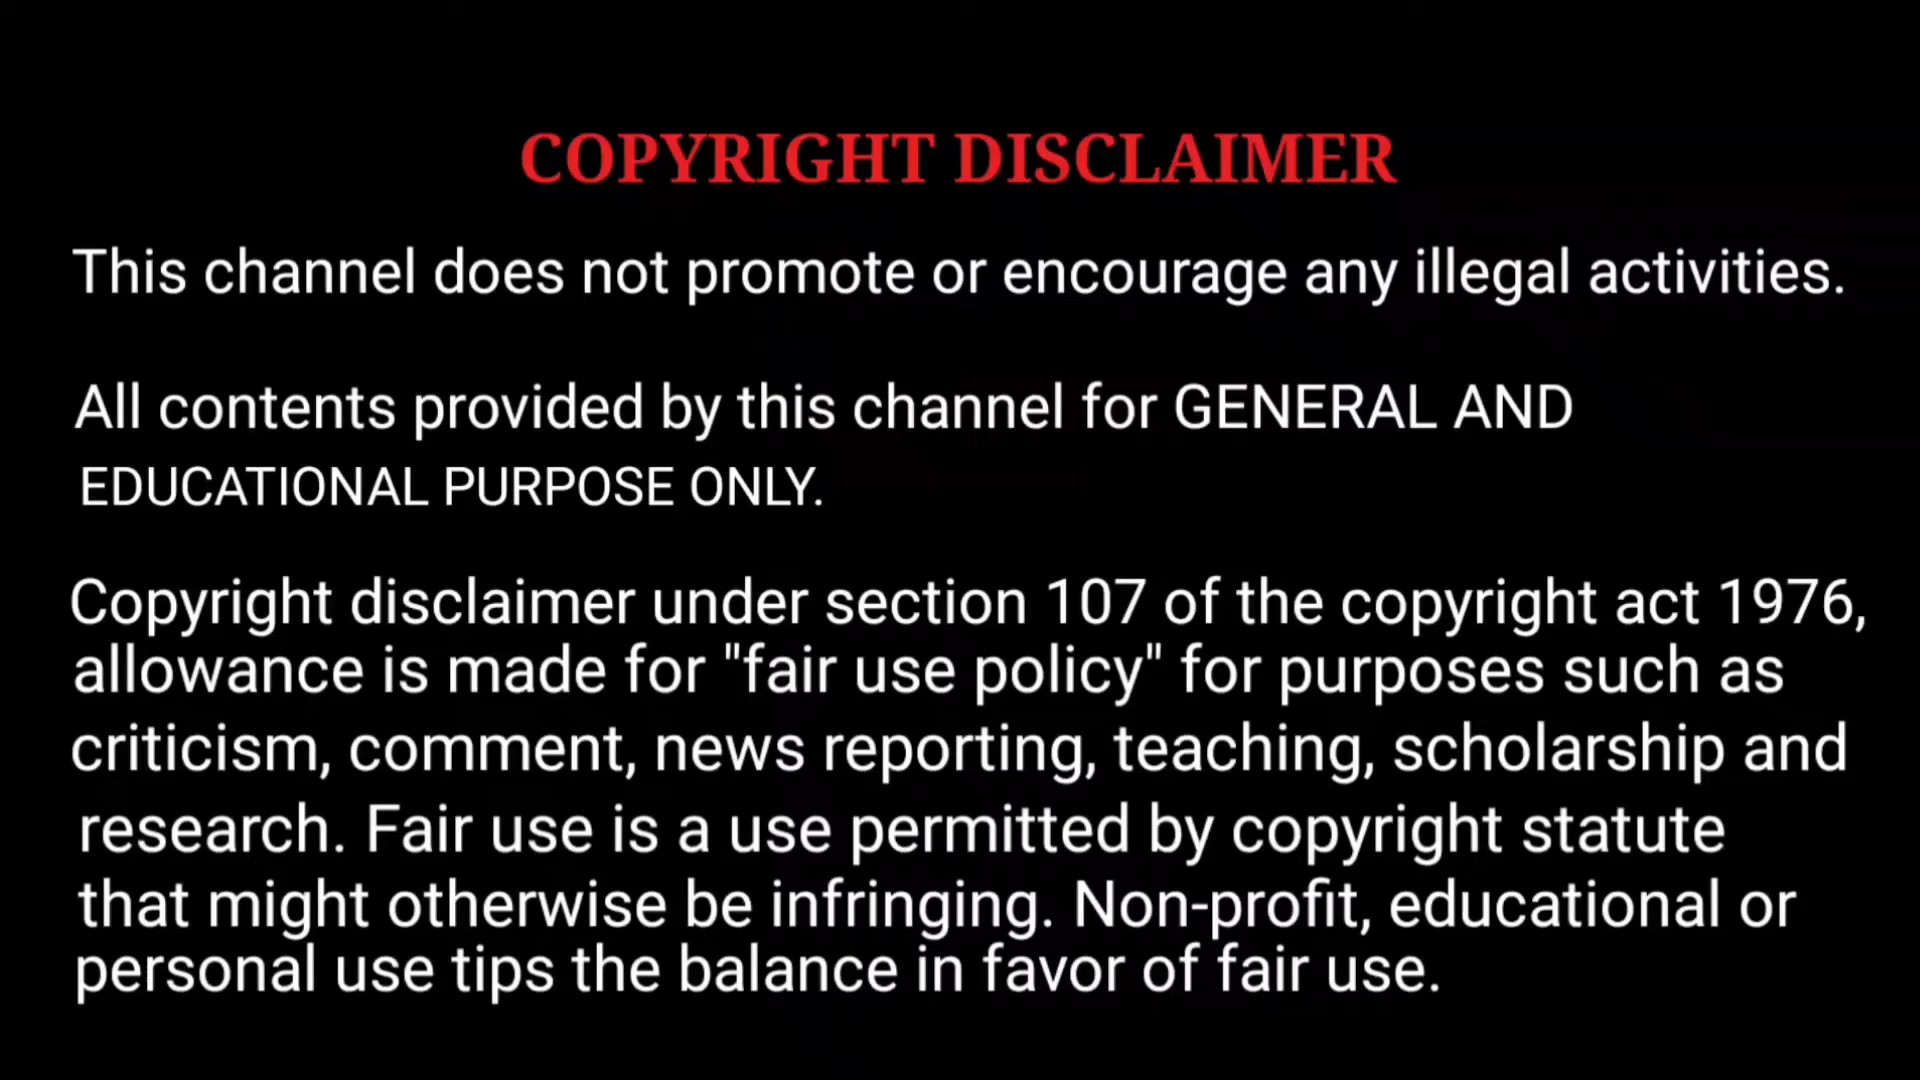 COPYRIGHT DISCLAIMER
This channel does not promote or encourage any illegal activities.
All contents provided by this channel for GENERAL AND
EDUCATIONAL PURPOSE ONLY.
Copyright disclaimer under section 107 of the copyright act 1976,
allowance is made for "fair use policy" for purposes such as
criticism, comment, news reporting, teaching, scholarship and
research. Fair use is a use permitted by copyright statute
that might otherwise be infringing. Non-profit, educational or
personal use tips the balance in favor of fair use.